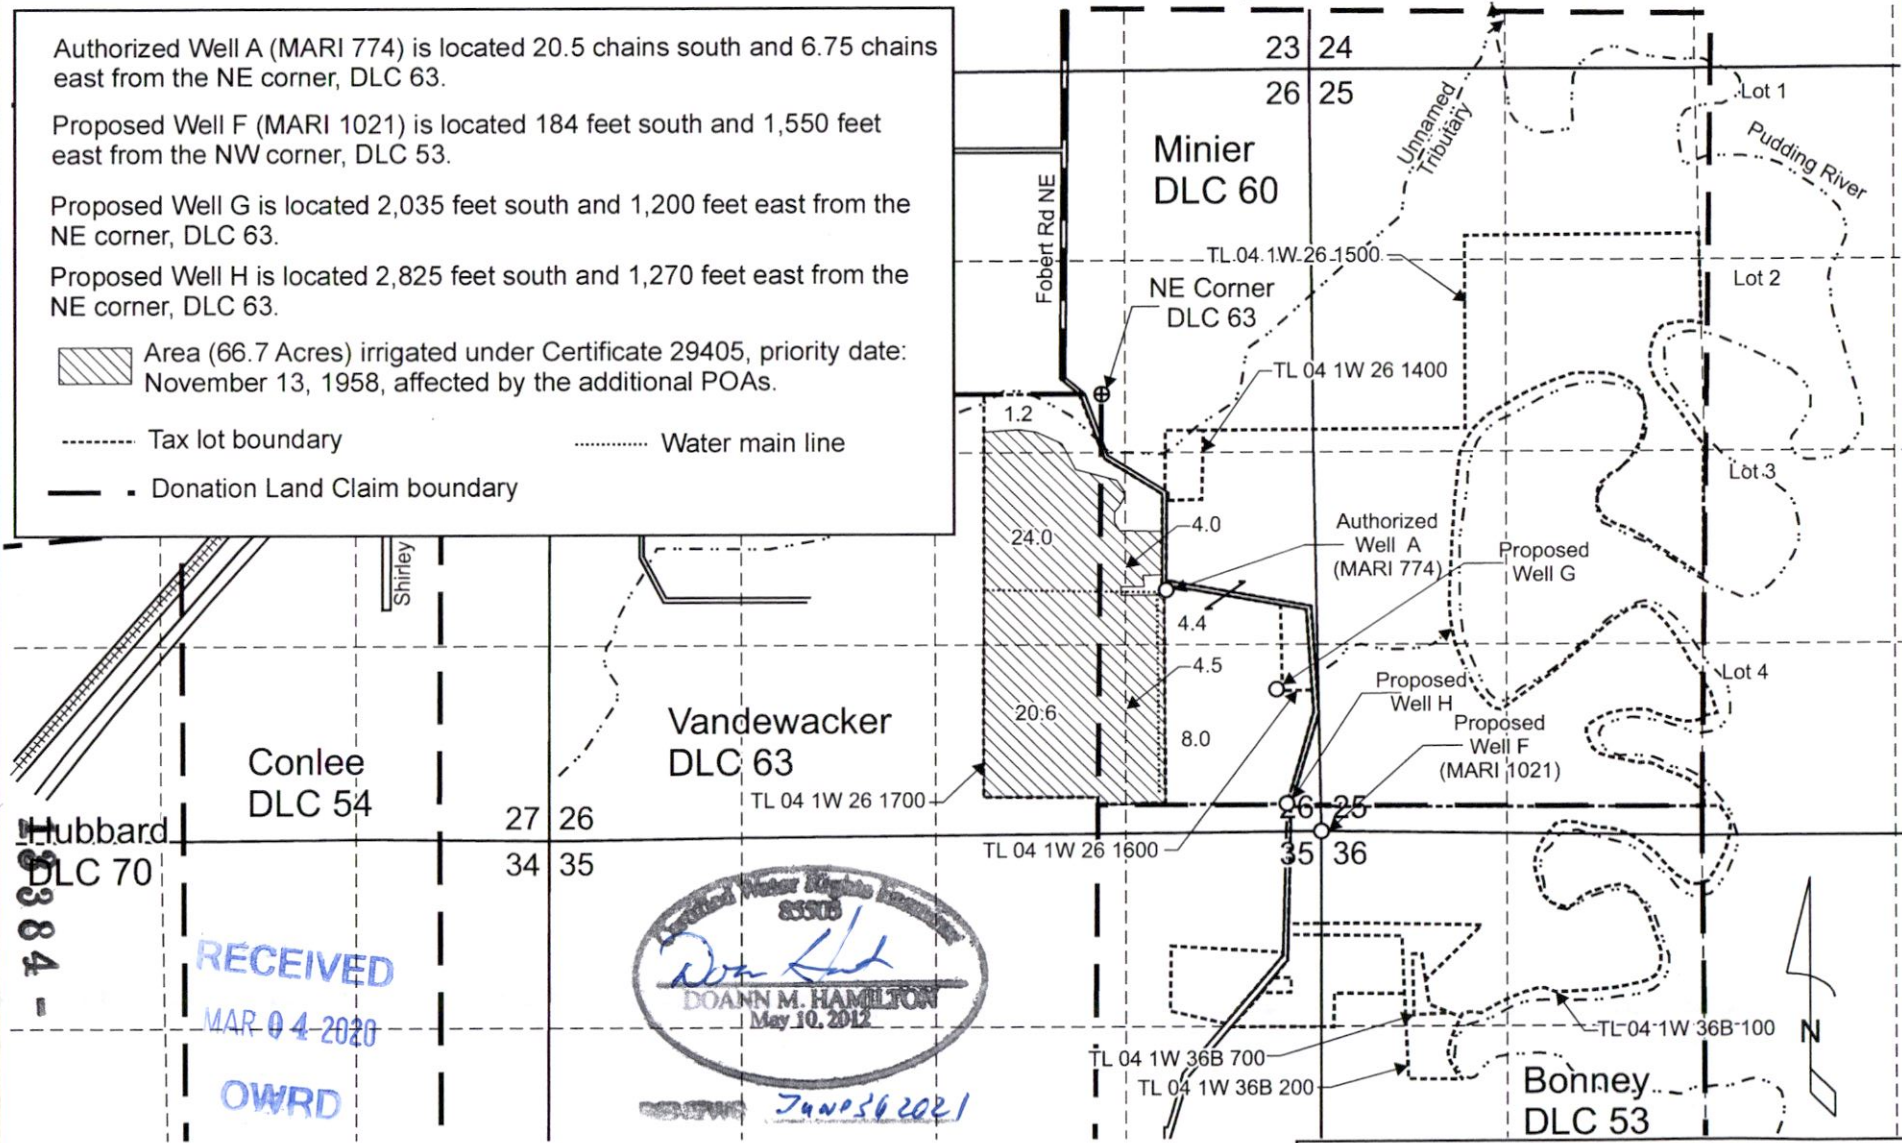 Authorized Well A (MARI 774) is located 20.5 chains south and 6.75 chains
east from the NE corner, DLC 63.
Proposed Well F (MARI 1021) is located 184 feet south and 1,550 feet
east from the NW corner, DLC 53.
Proposed Well G is located 2,035 feet south and 1,200 feet east from the
NE corner, DLC 63.
Proposed Well H is located 2,825 feet south and 1,270 feet east from the
NE corner, DLC 63.
Area (66.7 Acres) irrigated under Certificate 29405, priority date:
November 13, 1958, affected by the additional POAs.
Tax lot boundary
Water main line
Donation Land Claim boundary
23 24
26 25
Minier
DLC 60
Fobert Rd NE
Unnamed
Tributary
Lot 1
Pudding River
TL 04 1W 26 1500
Lot 2
NE Corner
DLC 63
TL 04 1W 26 1400
1.2
Lot 3
24.0
4.0
Authorized
Well A
(MARI 774)
Proposed
Well G
Shirley
4.4
4.5
Lot 4
Proposed
Well H
20.6
8.0
Proposed
Well F
(MARI 1021)
Vandewacker
DLC 63
Conlee
DLC 54
TL 04 1W 26 1700
27 26
34 35
26 25
35 36
TL 04 1W 26 1600
Hubbard
DLC 70
13384 -
RECEIVED
MAR 04 2020
OWRD
Certified Water Rights Examiner
DOANN M. HAMILTON
May 10, 2012
June 30 2021
TL 04 1W 36B 100
TL 04 1W 36B 700
TL 04 1W 36B 200
N
Bonney
DLC 53